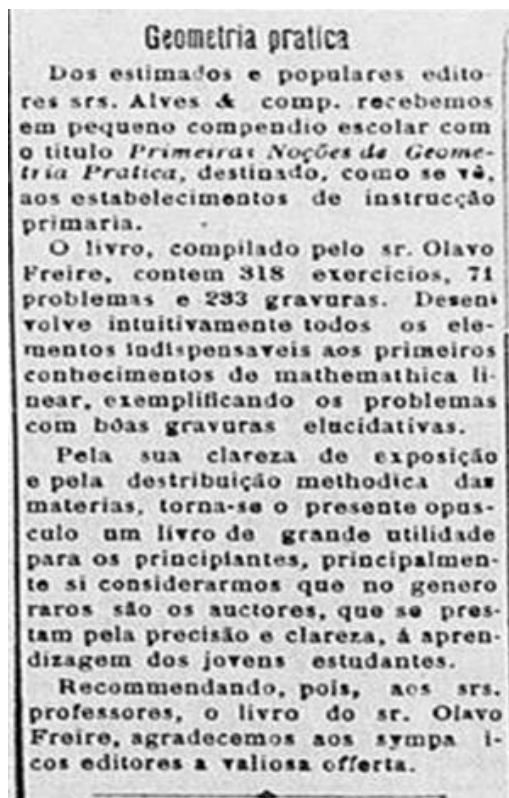 Geometria pratica
Dos estimados e populares edito-
res srs. Alves & comp. recebemos
em pequeno compendio escolar com
o titulo Primeiras Noções de Geome-
tria Pratica, destinado, como se vê,
aos estabelecimentos de instrucção
primaria.
O livro, compilado pelo sr. Olavo
Freire, contem 318 exercicios, 71
problemas e 233 gravuras. Desen
volve intuitivamente todos os ele-
mentos indispensaveis aos primeiros
conhecimentos de mathemathica li-
near, exemplificando os problemas
com bôas gravuras elucidativas.
Pela sua clareza de exposição
e pela destribuição methodica das
materias, torna-se o presente opus-
culo um livro de grande utilidade
para os principiantes, principalmen-
te si considerarmos que no genero
raros são os auctores, que se pres-
tam pela precisão e clareza, á apren-
dizagem dos jovens estudantes.
Recommendando, pois, aos srs.
professores, o livro do sr. Olavo
Freire, agradecemos aos sympa i-
cos editores a valiosa offerta.